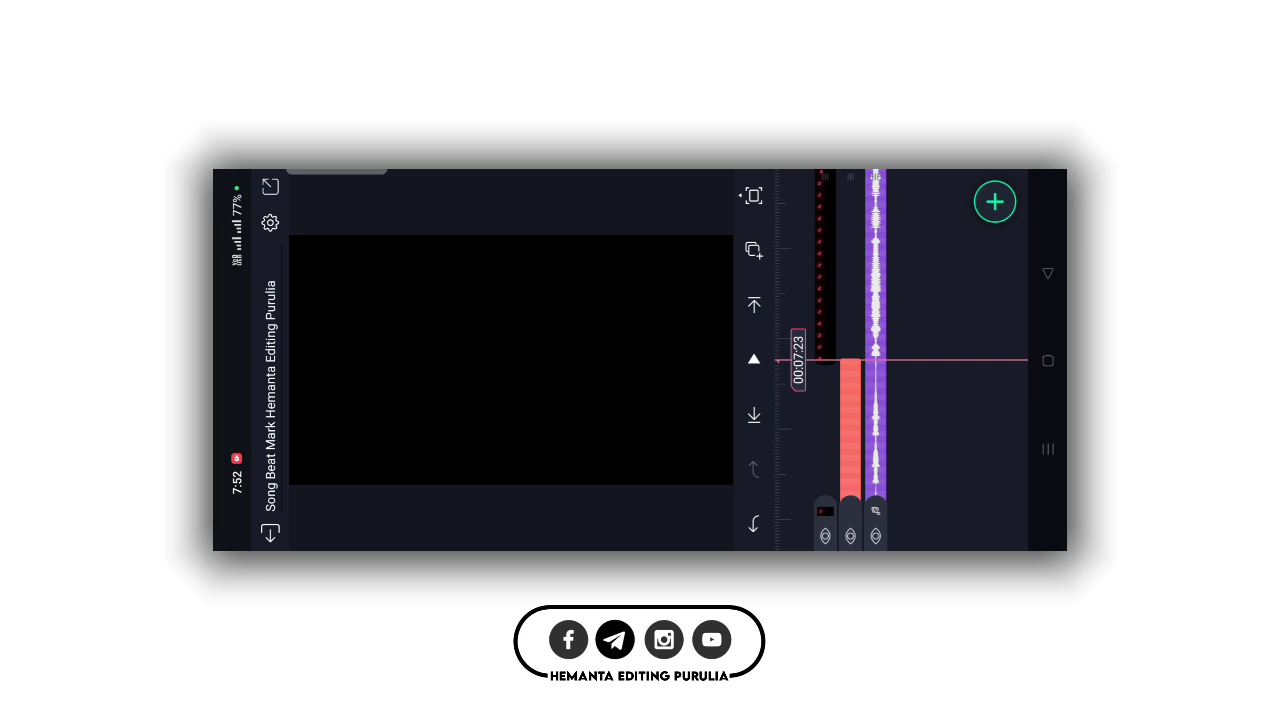 7:52
77%
Song Beat Mark Hemanta Editing Purulia
00:07:23
HEMANTA EDITING PURULIA